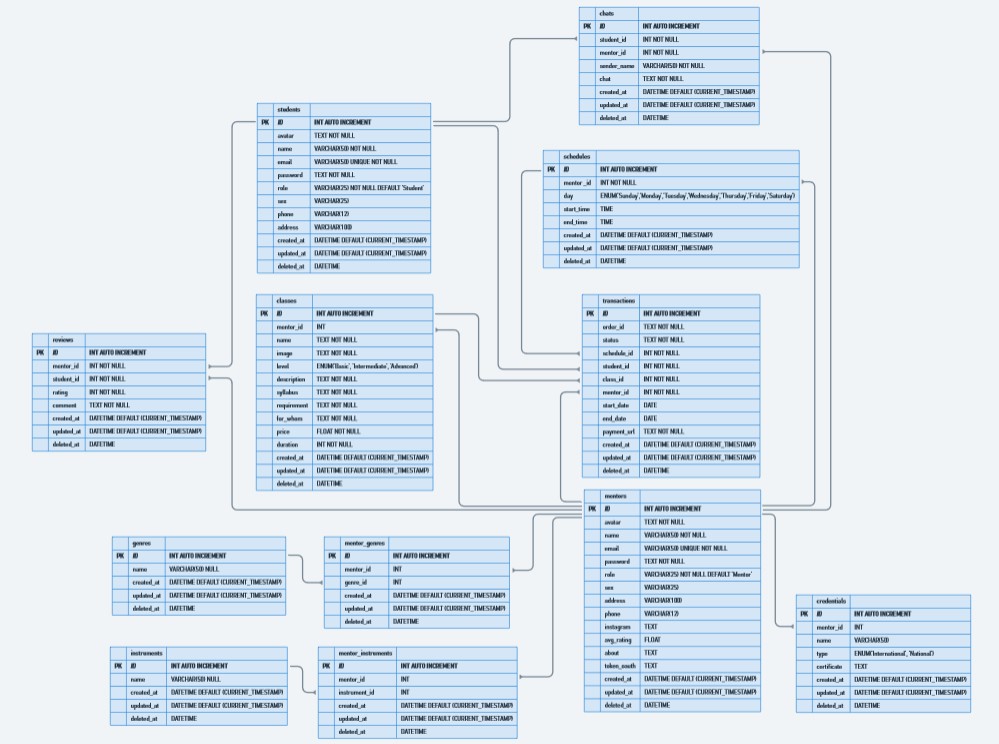 chats
PK ID INT AUTO INCREMENT
student_id INT NOT NULL
mentor_id INT NOT NULL
sender_name VARCHAR(50) NOT NULL
chat TEXT NOT NULL
created_at DATETIME DEFAULT (CURRENT_TIMESTAMP)
updated_at DATETIME DEFAULT (CURRENT_TIMESTAMP)
deleted_at DATETIME
students
PK ID INT AUTO INCREMENT
avatar TEXT NOT NULL
name VARCHAR(50) NOT NULL
email VARCHAR(50) UNIQUE NOT NULL
password TEXT NOT NULL
role VARCHAR(25) NOT NULL DEFAULT 'Student'
sex VARCHAR(25)
phone VARCHAR(12)
address VARCHAR(100)
created_at DATETIME DEFAULT (CURRENT_TIMESTAMP)
updated_at DATETIME DEFAULT (CURRENT_TIMESTAMP)
deleted_at DATETIME
schedules
PK ID INT AUTO INCREMENT
mentor_id INT NOT NULL
day ENUM('Sunday','Monday','Tuesday','Wednesday','Thursday','Friday','Saturday')
start_time TIME
end_time TIME
created_at DATETIME DEFAULT (CURRENT_TIMESTAMP)
updated_at DATETIME DEFAULT (CURRENT_TIMESTAMP)
deleted_at DATETIME
classes
PK ID INT AUTO INCREMENT
mentor_id INT
name TEXT NOT NULL
image TEXT NOT NULL
level ENUM('Basic', 'Intermediate', 'Advanced')
description TEXT NOT NULL
syllabus TEXT NOT NULL
requirement TEXT NOT NULL
for_whom TEXT NOT NULL
price FLOAT NOT NULL
duration INT NOT NULL
created_at DATETIME DEFAULT (CURRENT_TIMESTAMP)
updated_at DATETIME DEFAULT (CURRENT_TIMESTAMP)
deleted_at DATETIME
transactions
PK ID INT AUTO INCREMENT
order_id TEXT NOT NULL
status TEXT NOT NULL
schedule_id INT NOT NULL
student_id INT NOT NULL
class_id INT NOT NULL
mentor_id INT NOT NULL
start_date DATE
end_date DATE
payment_url TEXT NOT NULL
created_at DATETIME DEFAULT (CURRENT_TIMESTAMP)
updated_at DATETIME DEFAULT (CURRENT_TIMESTAMP)
deleted_at DATETIME
reviews
PK ID INT AUTO INCREMENT
mentor_id INT NOT NULL
student_id INT NOT NULL
rating INT NOT NULL
comment TEXT NOT NULL
created_at DATETIME DEFAULT (CURRENT_TIMESTAMP)
updated_at DATETIME DEFAULT (CURRENT_TIMESTAMP)
deleted_at DATETIME
mentors
PK ID INT AUTO INCREMENT
avatar TEXT NOT NULL
name VARCHAR(50) NOT NULL
email VARCHAR(50) UNIQUE NOT NULL
password TEXT NOT NULL
role VARCHAR(25) NOT NULL DEFAULT 'Mentor'
sex VARCHAR(25)
address VARCHAR(100)
phone VARCHAR(12)
instagram TEXT
avg_rating FLOAT
about TEXT
token_oauth TEXT
created_at DATETIME DEFAULT (CURRENT_TIMESTAMP)
updated_at DATETIME DEFAULT (CURRENT_TIMESTAMP)
deleted_at DATETIME
genres
PK ID INT AUTO INCREMENT
name VARCHAR(50) NULL
created_at DATETIME DEFAULT (CURRENT_TIMESTAMP)
updated_at DATETIME DEFAULT (CURRENT_TIMESTAMP)
deleted_at DATETIME
mentor_genres
PK ID INT AUTO INCREMENT
mentor_id INT
genre_id INT
created_at DATETIME DEFAULT (CURRENT_TIMESTAMP)
updated_at DATETIME DEFAULT (CURRENT_TIMESTAMP)
deleted_at DATETIME
credentials
PK ID INT AUTO INCREMENT
mentor_id INT
name VARCHAR(50)
type ENUM('International', 'National')
certificate TEXT
created_at DATETIME DEFAULT (CURRENT_TIMESTAMP)
updated_at DATETIME DEFAULT (CURRENT_TIMESTAMP)
deleted_at DATETIME
instruments
PK ID INT AUTO INCREMENT
name VARCHAR(50) NULL
created_at DATETIME DEFAULT (CURRENT_TIMESTAMP)
updated_at DATETIME DEFAULT (CURRENT_TIMESTAMP)
deleted_at DATETIME
mentor_instruments
PK ID INT AUTO INCREMENT
mentor_id INT
instrument_id INT
created_at DATETIME DEFAULT (CURRENT_TIMESTAMP)
updated_at DATETIME DEFAULT (CURRENT_TIMESTAMP)
deleted_at DATETIME